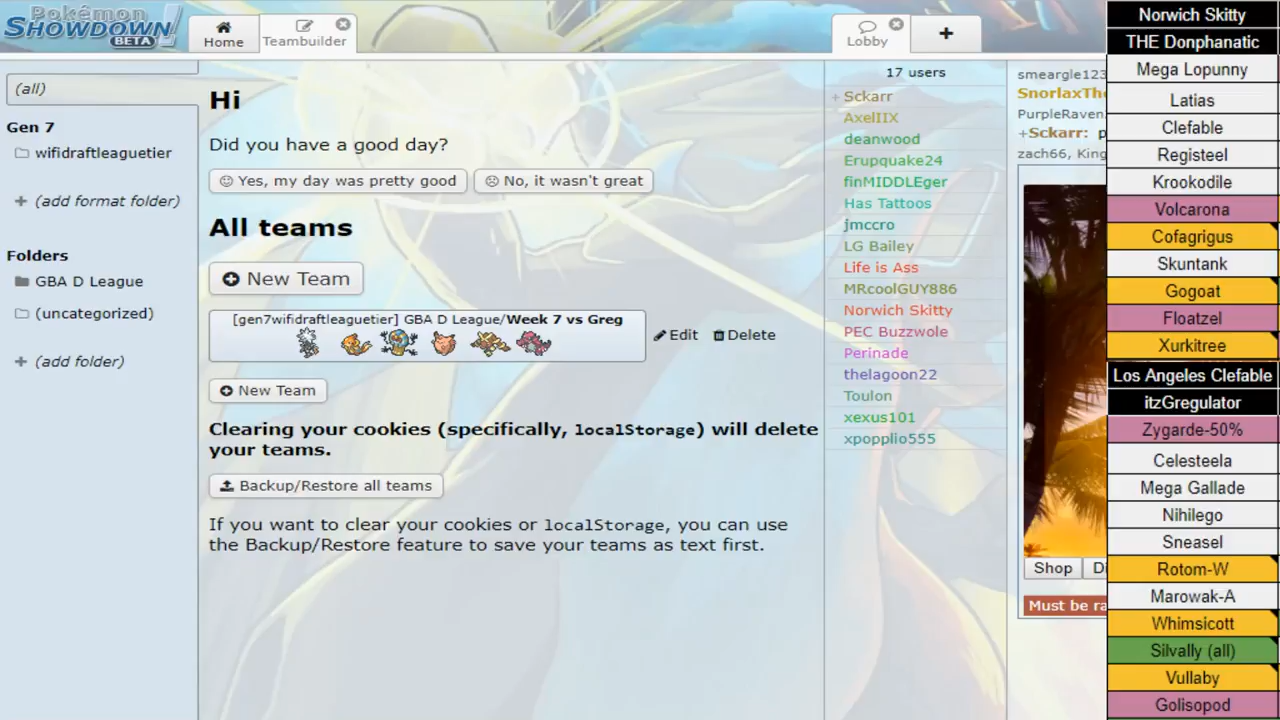 Pokémon
SHOWDOWN!
BETA
Home
Teambuilder
Lobby
(all)
Gen 7
wifidraftleaguetier
(add format folder)
Folders
GBA D League
(uncategorized)
(add folder)
Hi
Did you have a good day?
Yes, my day was pretty good
No, it wasn't great
All teams
New Team
[gen7wifidraftleaguetier] GBA D League/Week 7 vs Greg
Edit
Delete
New Team
Clearing your cookies (specifically, localStorage) will delete
your teams.
Backup/Restore all teams
If you want to clear your cookies or localStorage, you can use
the Backup/Restore feature to save your teams as text first.
17 users
+ Sckarr
AxelIIX
deanwood
Erupquake24
finMIDDLEger
Has Tattoos
jmccro
LG Bailey
Life is Ass
MRcoolGUY886
Norwich Skitty
PEC Buzzwole
Perinade
thelagoon22
Toulon
xexus101
xpopplio555
smeargle123
SnorlaxThe
PurpleRaven
+Sckarr: p
zach66, King
Shop
Di
Must be ra
Norwich Skitty
THE Donphanatic
Mega Lopunny
Latias
Clefable
Registeel
Krookodile
Volcarona
Cofagrigus
Skuntank
Gogoat
Floatzel
Xurkitree
Los Angeles Clefable
itzGregulator
Zygarde-50%
Celesteela
Mega Gallade
Nihilego
Sneasel
Rotom-W
Marowak-A
Whimsicott
Silvally (all)
Vullaby
Golisopod